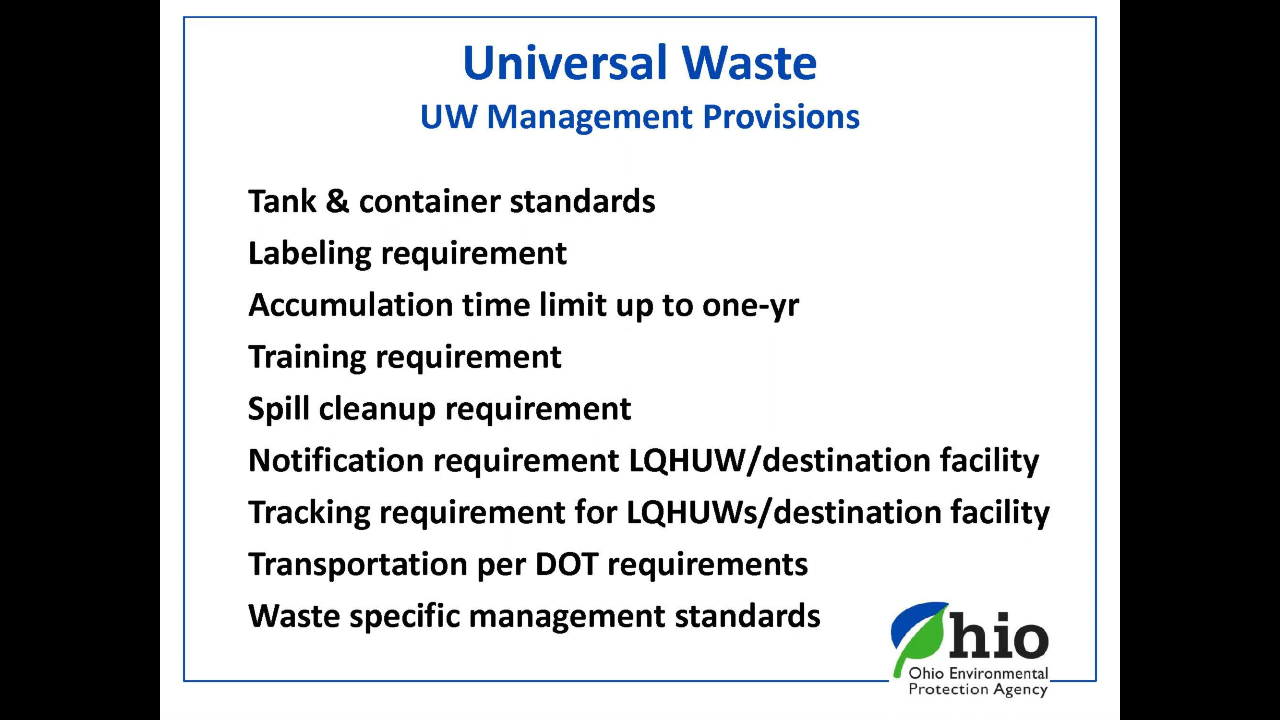 Universal Waste
UW Management Provisions
Tank & container standards
Labeling requirement
Accumulation time limit up to one-yr
Training requirement
Spill cleanup requirement
Notification requirement LQHUW/destination facility
Tracking requirement for LQHUWs/destination facility
Transportation per DOT requirements
Waste specific management standards
Ohio
Ohio Environmental
Protection Agency